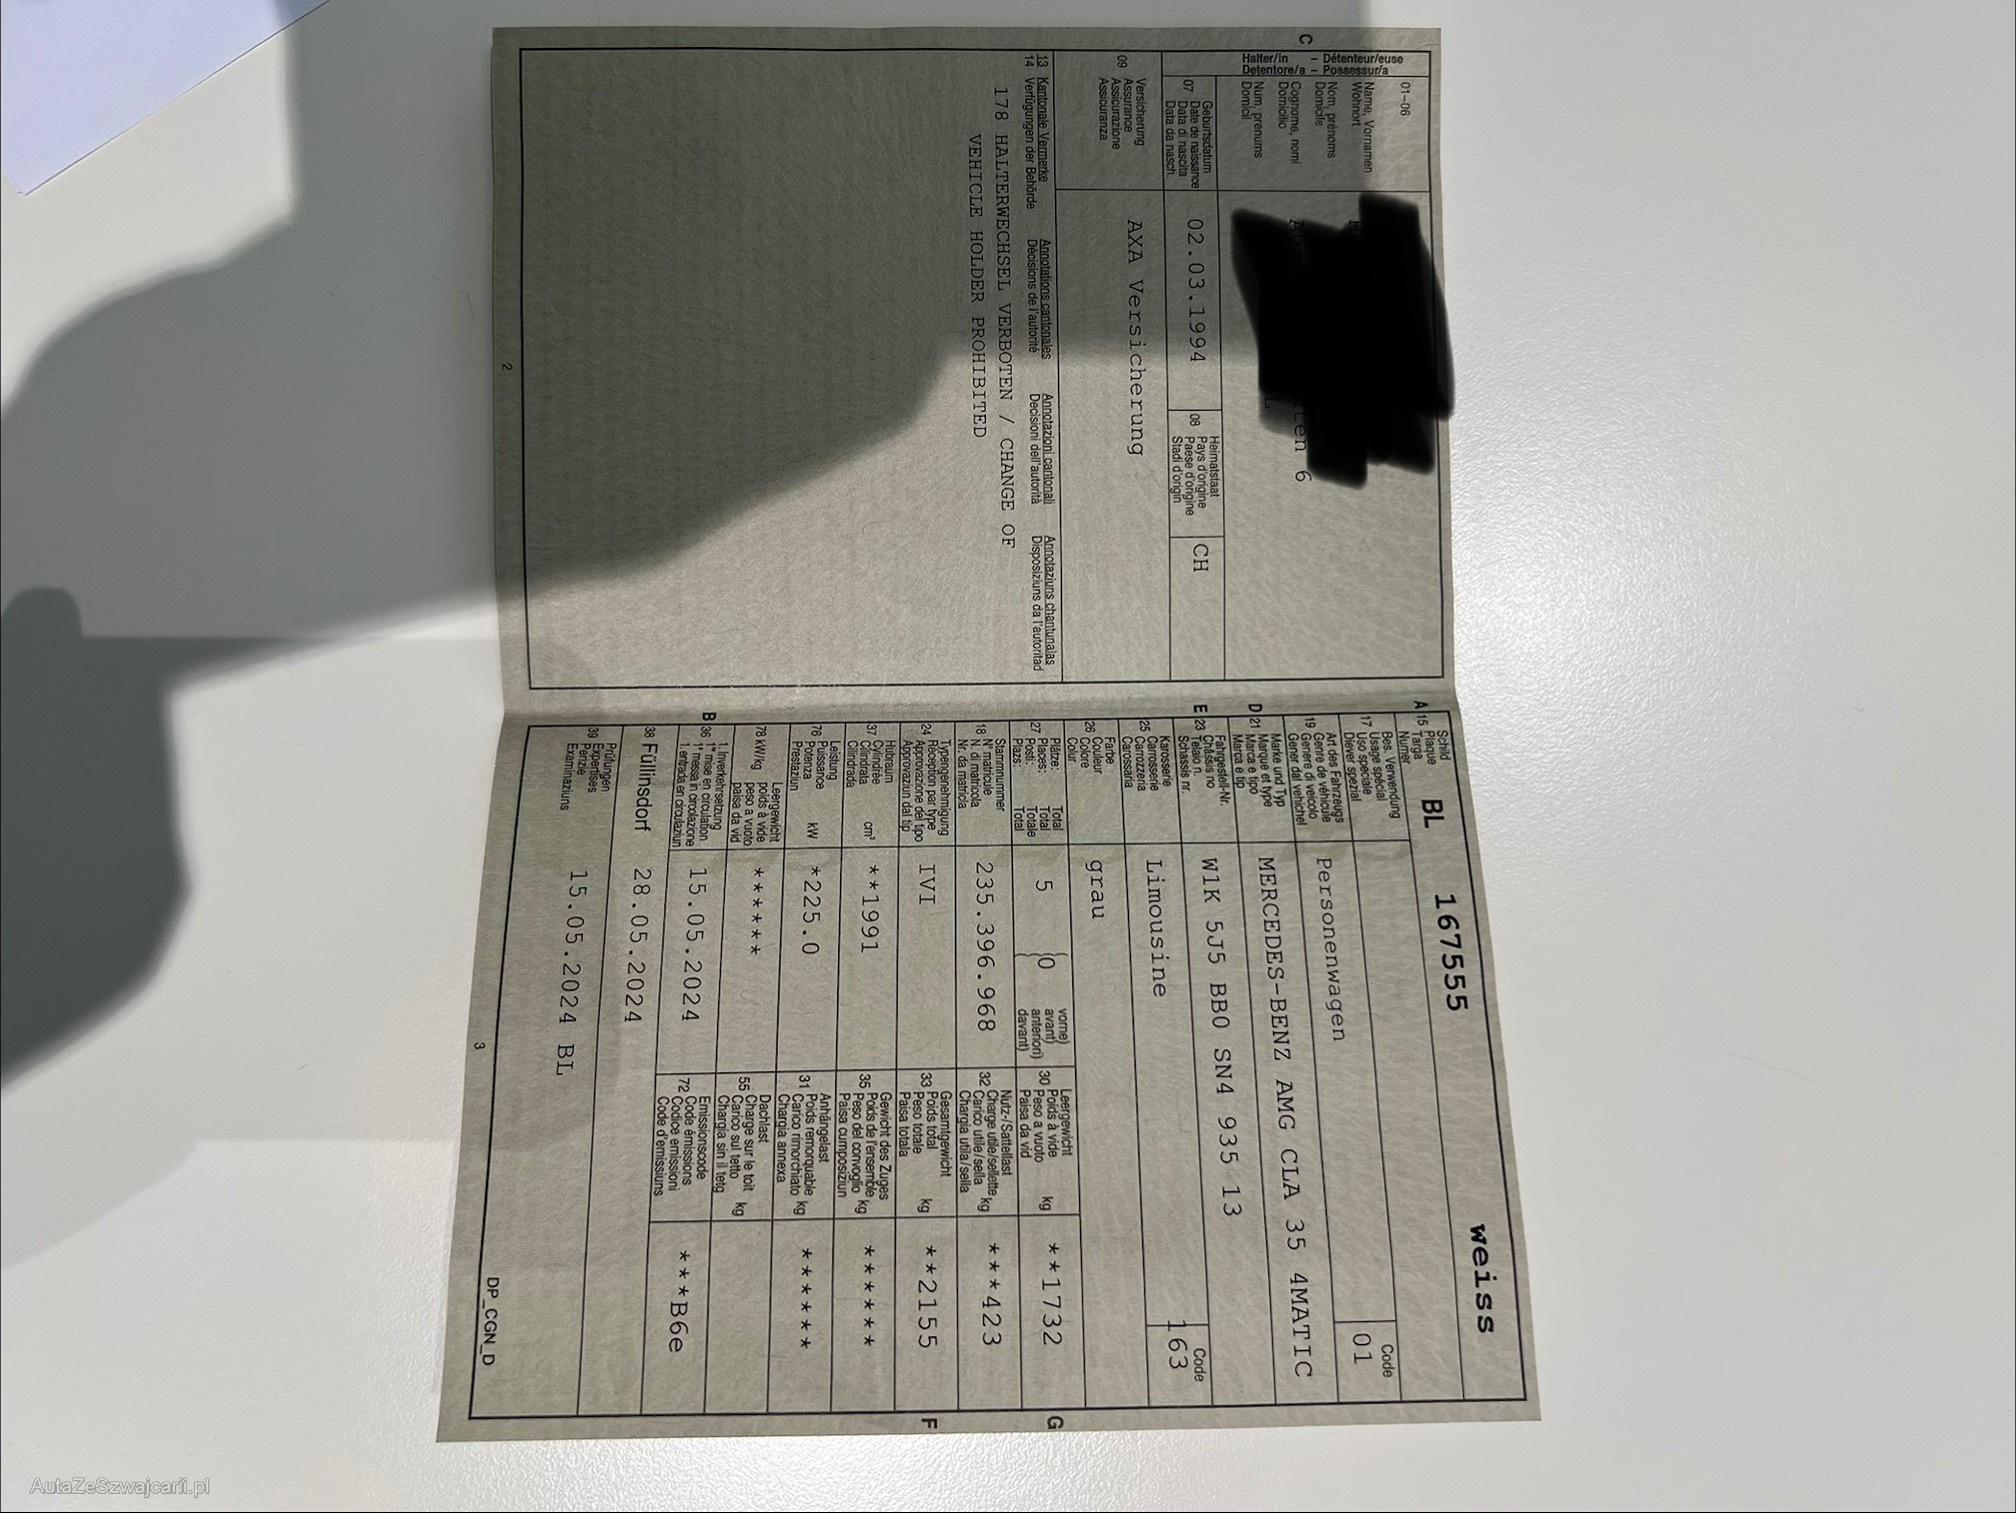 C
Halter/in - Détenteur/euse
Detentore/a - Possessur/a
01-06
Name, Vornamen
Wohnort
Nom, prénoms
Domicile
Cognome, nomi
Domicilio
Num, prenums
Domicil
6
07 Geburtsdatum
Date de naissance
Data di nascita
Data da nasch.
02.03.1994
08 Heimatstaat
Pays d'origine
Paese d'origine
Stadi d'origin
CH
09 Versicherung
Assurance
Assicurazione
Assicuranza
AXA Versicherung
13 Kantonale Vermerke Annotations cantonales Annotazioni cantonali Annotaziuns chantunalas
14 Verfügungen der Behörde Décisions de l'autorité Decisioni dell'autorità Disposiziuns da l'autoritad
178 HALTERWECHSEL VERBOTEN / CHANGE OF
VEHICLE HOLDER PROHIBITED
2
A 15 Schild
Plaque
Targa
Numer
BL 167555 weiss
17 Bes. Verwendung
Usage spécial
Uso speciale
Diever spezial
19 Art des Fahrzeugs
Genre de véhicule
Genere di veicolo
Gener dal vehichel
Personenwagen
Code
01
D 21 Marke und Typ
Marque et type
Marca e tipo
Marca e tip
MERCEDES-BENZ AMG CLA 35 4MATIC
E 23 Fahrgestell-Nr.
Châssis no
Telaio n.
Schassis nr.
W1K 5J5 BB0 SN4 935 13
25 Karosserie
Carrosserie
Carrozzeria
Carrossaria
Limousine
Code
163
26 Farbe
Couleur
Colore
Colur
grau
27 Plätze: Total
Places: Total
Posti: Totale
Plazs: Total
5 (0 vorne)
avant)
anteriori)
davant)
30 Leergewicht
Poids à vide
Peso a vuoto
Paisa da vid
kg
**1732
G
18 Stammnummer
N° matricule
N. di matricola
Nr. da matricla
235.396.968
32 Nutz-/Sattellast
Charge utile/sellette kg
Carico utile/sella
Chargia utila/sella
***423
24 Typengenehmigung
Réception par type
Approvazione del tipo
Approvaziun dal tip
IVI
33 Gesamtgewicht
Poids total
Peso totale
Paisa totala
kg
**2155
F
37 Hubraum
Cylindrée
Cilindrata
Cilindrada
cm³
**1991
35 Gewicht des Zuges
Poids de l'ensemble
Peso del convoglio
Paisa cumposiziun
kg
******
76 Leistung
Puissance
Potenza
Prestaziun
kW
*225.0
31 Anhängelast
Poids remorquable
Carico rimorchiato
Chargia annexa
kg
******
78 kW/kg
Leergewicht
poids à vide
peso a vuoto
paisa da vid
******
55 Dachlast
Charge sur le toit
Carico sul tetto
Chargia sin il tetg
kg
B 36 1. Inverkehrsetzung
1re mise en circulation
1a messa in circolazione
1. entrada en circulaziun
15.05.2024
72 Emissionscode
Code émissions
Codice emissioni
Code d'emissiuns
***B6e
38 Füllinsdorf 28.05.2024
39 Prüfungen
Expertises
Perizie
Examinaziuns
15.05.2024 BL
3
DP_CGN_D
AutaZeSzwajcarii.pl